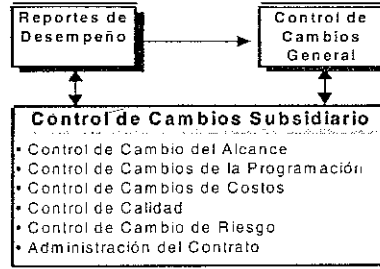 Reportes de
Desempeño
Control de
Cambios
General
Control de Cambios Subsidiario
• Control de Cambio del Alcance
• Control de Cambios de la Programación
• Control de Cambios de Costos
• Control de Calidad
• Control de Cambio de Riesgo
• Administración del Contrato